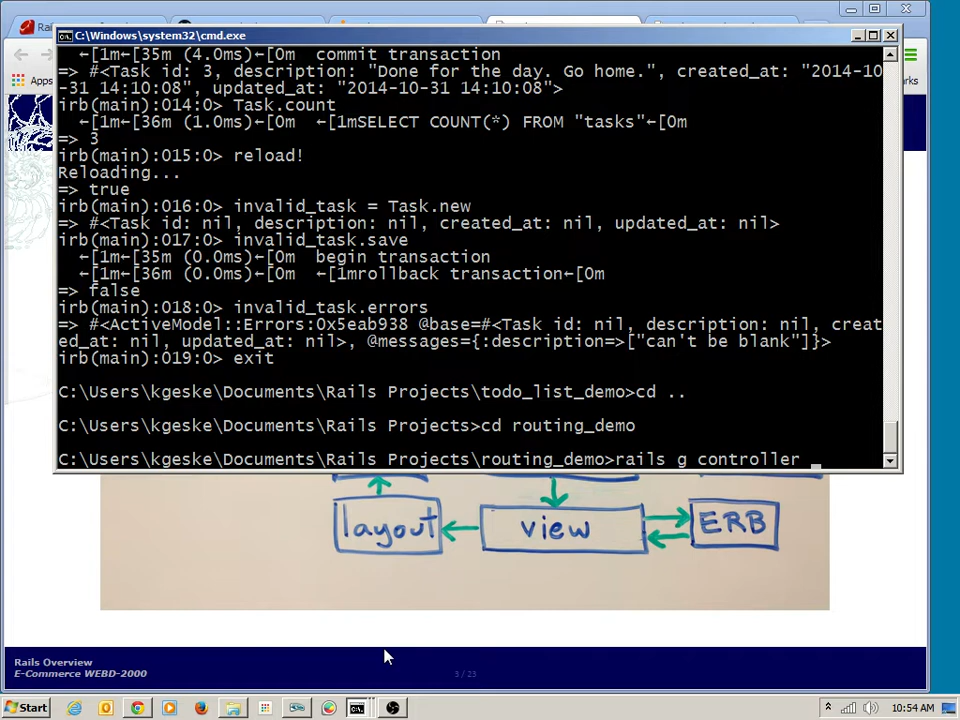 Rai
C:\Windows\system32\cmd.exe
Apps
rks
←[1m←[35m (4.0ms)←[0m  commit transaction
=> #<Task id: 3, description: "Done for the day. Go home.", created_at: "2014-10
-31 14:10:08", updated_at: "2014-10-31 14:10:08">
irb(main):014:0> Task.count
←[1m←[36m (1.0ms)←[0m  ←[1mSELECT COUNT(*) FROM "tasks"←[0m
=> 3
irb(main):015:0> reload!
Reloading...
=> true
irb(main):016:0> invalid_task = Task.new
=> #<Task id: nil, description: nil, created_at: nil, updated_at: nil>
irb(main):017:0> invalid_task.save
←[1m←[35m (0.0ms)←[0m  begin transaction
←[1m←[36m (0.0ms)←[0m  ←[1mrollback transaction←[0m
=> false
irb(main):018:0> invalid_task.errors
=> #<ActiveModel::Errors:0x5eab938 @base=#<Task id: nil, description: nil, creat
ed_at: nil, updated_at: nil>, @messages={:description=>["can't be blank"]}>
irb(main):019:0> exit
C:\Users\kgeske\Documents\Rails Projects\todo_list_demo>cd ..
C:\Users\kgeske\Documents\Rails Projects>cd routing_demo
C:\Users\kgeske\Documents\Rails Projects\routing_demo>rails g controller _
layout
view
ERB
Rails Overview
E-Commerce WEBD-2000
3 / 23
Start
10:54 AM